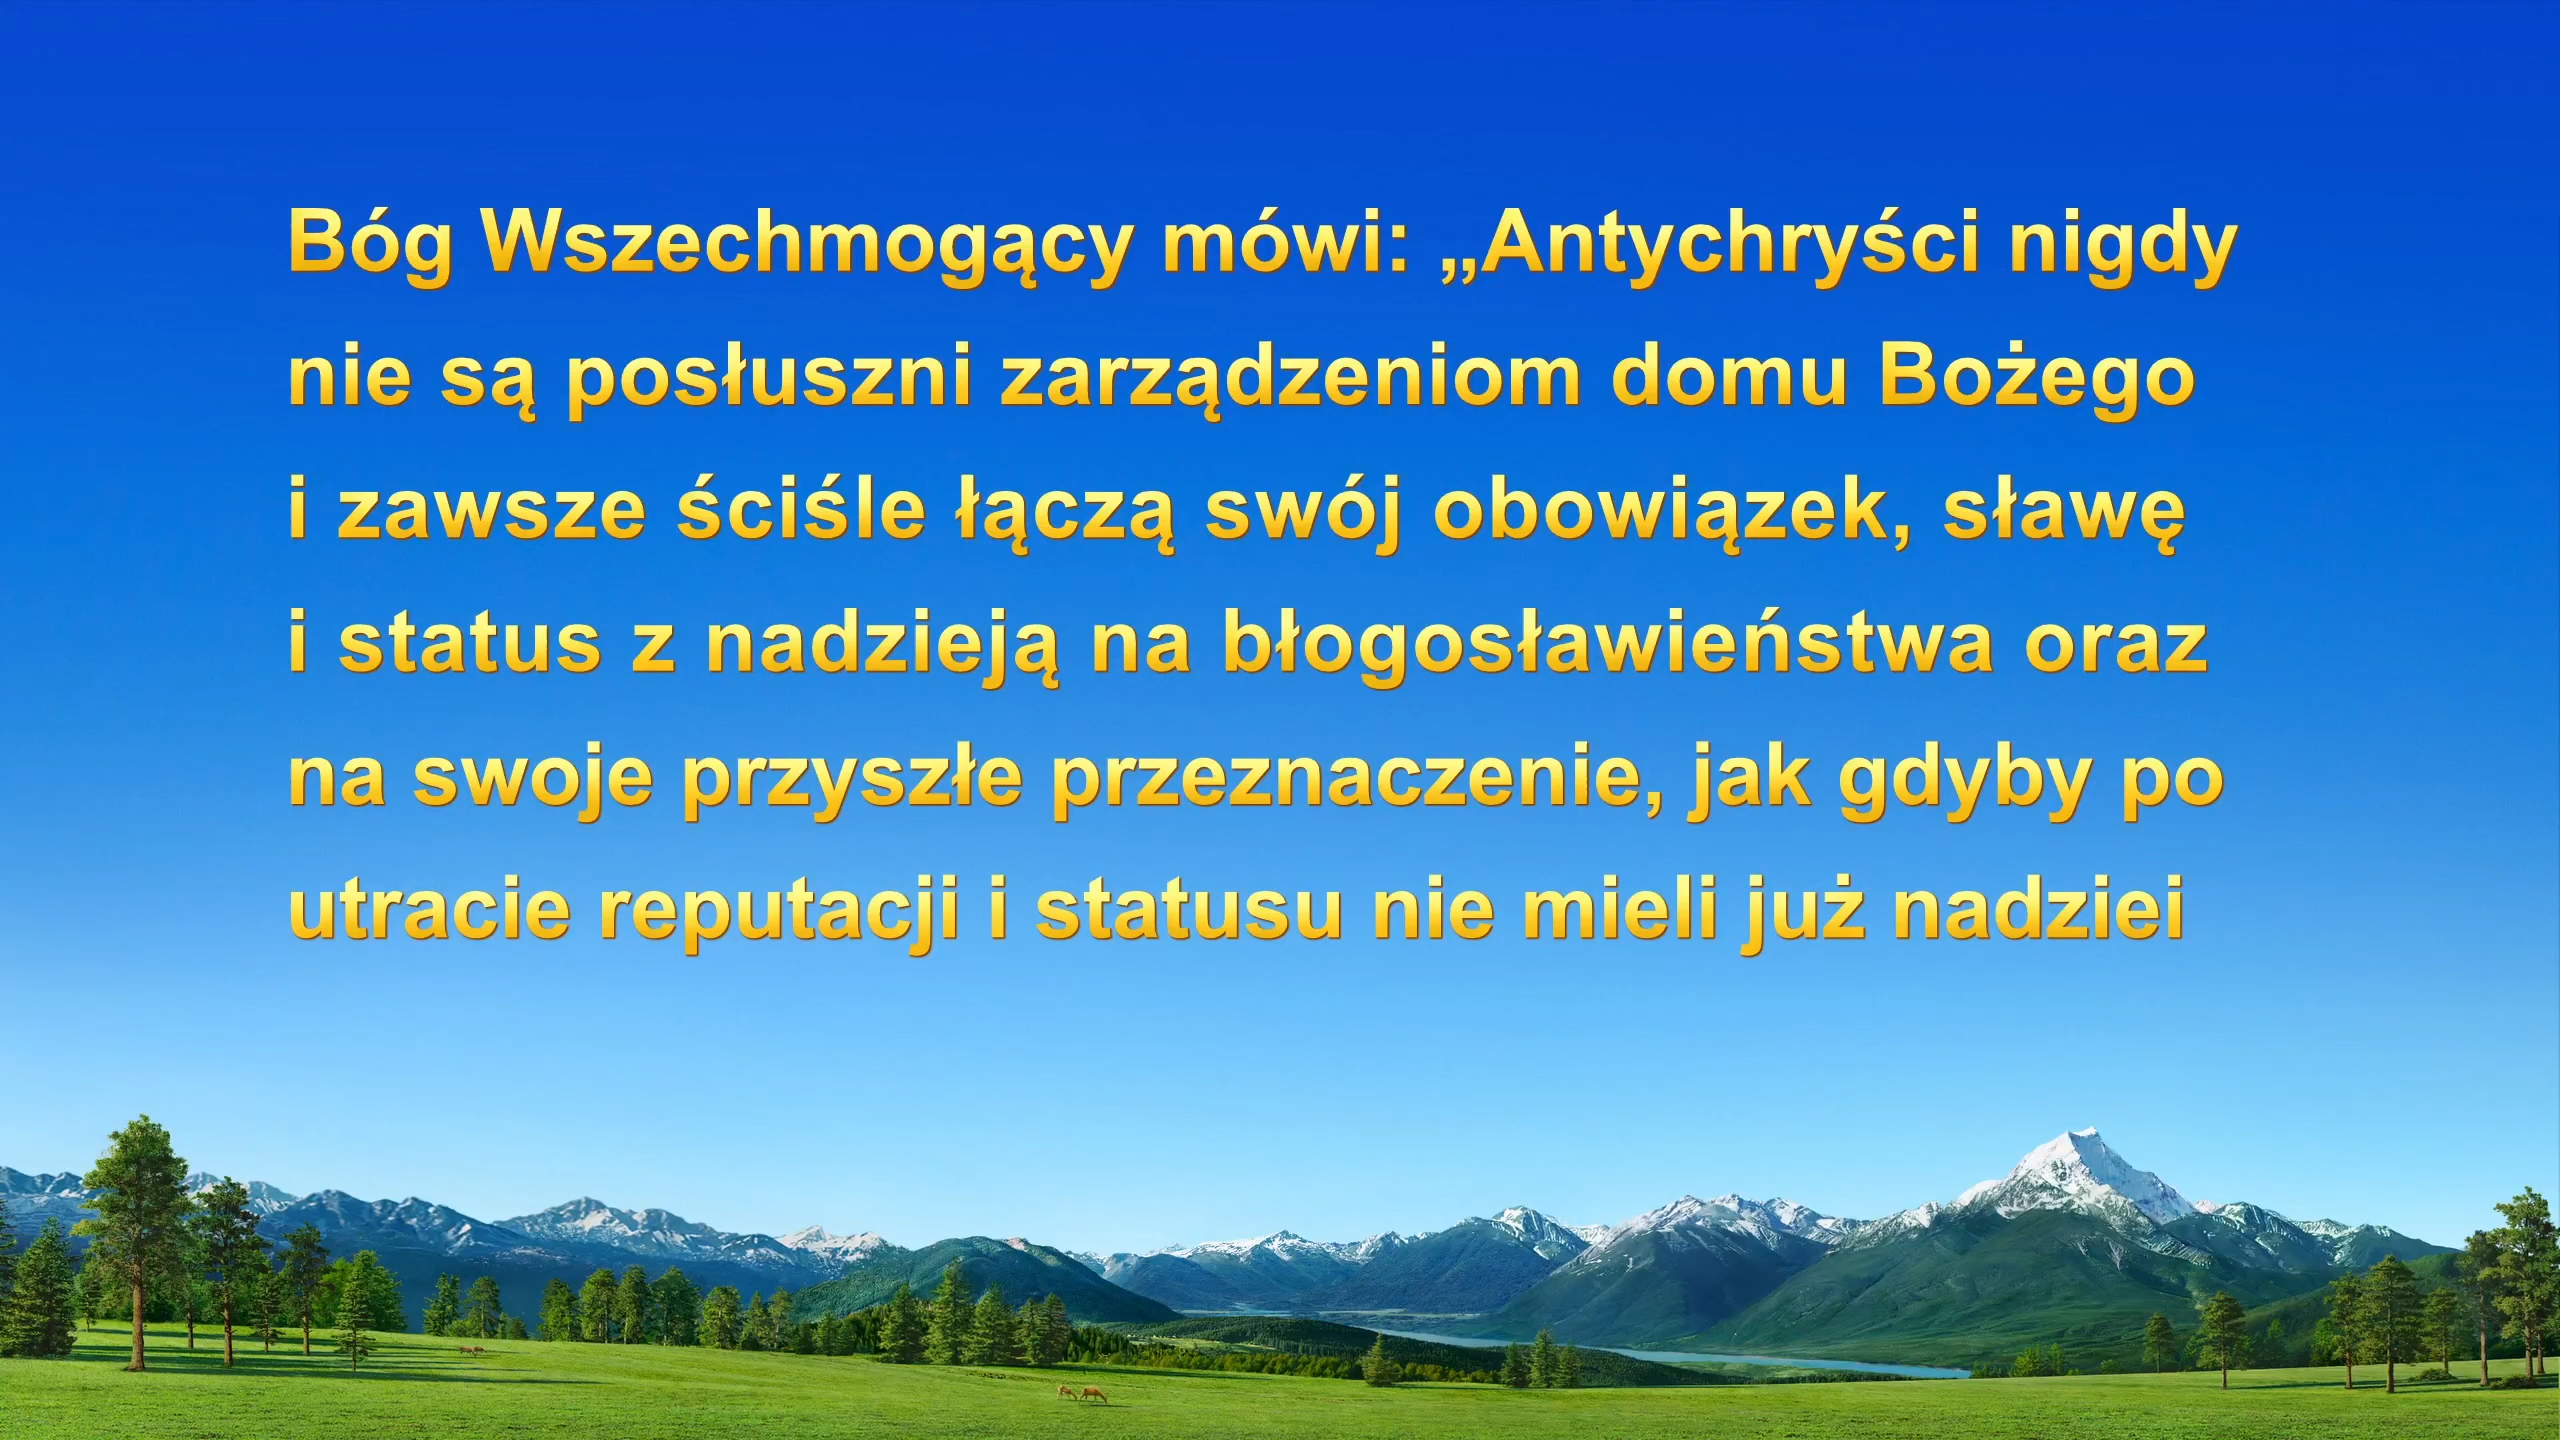 Bóg Wszechmogący mówi: „Antychryści nigdy
nie są posłuszni zarządzeniom domu Bożego
i zawsze ściśle łączą swój obowiązek, sławę
i status z nadzieją na błogosławieństwa oraz
na swoje przyszłe przeznaczenie, jak gdyby po
utracie reputacji i statusu nie mieli już nadziei